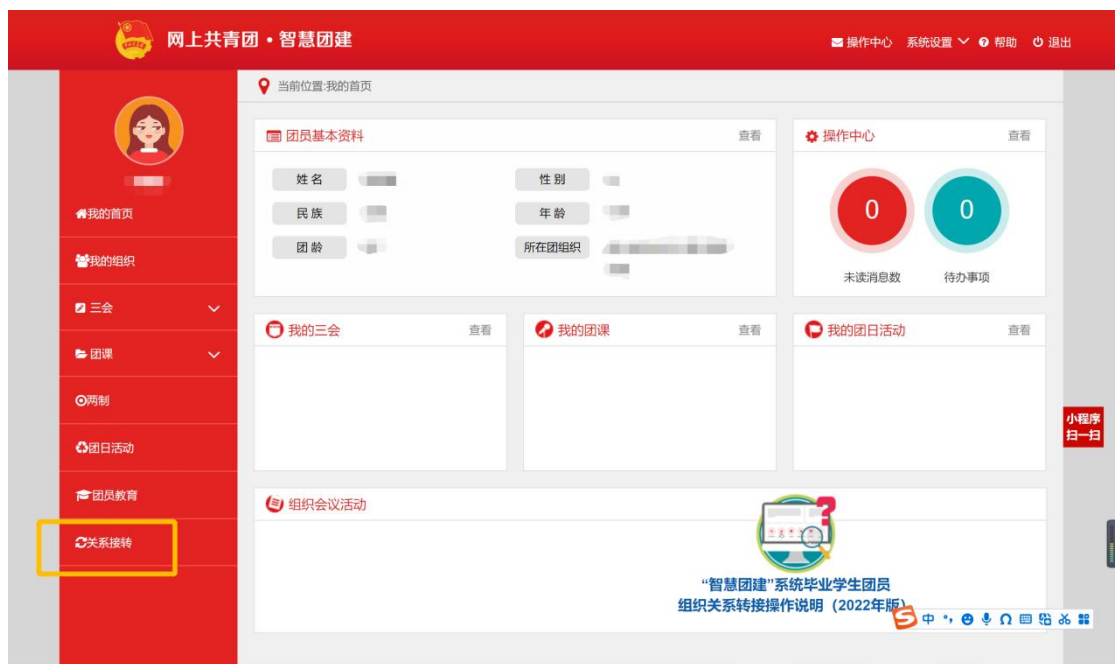 网上共青团•智慧团建
操作中心 系统设置 帮助 退出
当前位置:我的首页
团员基本资料 查看
操作中心 查看
姓名
性别
民族
年龄
团龄
所在团组织
0
0
未读消息数
待办事项
我的首页
我的组织
三会
团课
两制
团日活动
团员教育
关系接转
我的三会 查看
我的团课 查看
我的团日活动 查看
小程序
扫一扫
组织会议活动
“智慧团建”系统毕业学生团员
组织关系转接操作说明（2022年版）
中